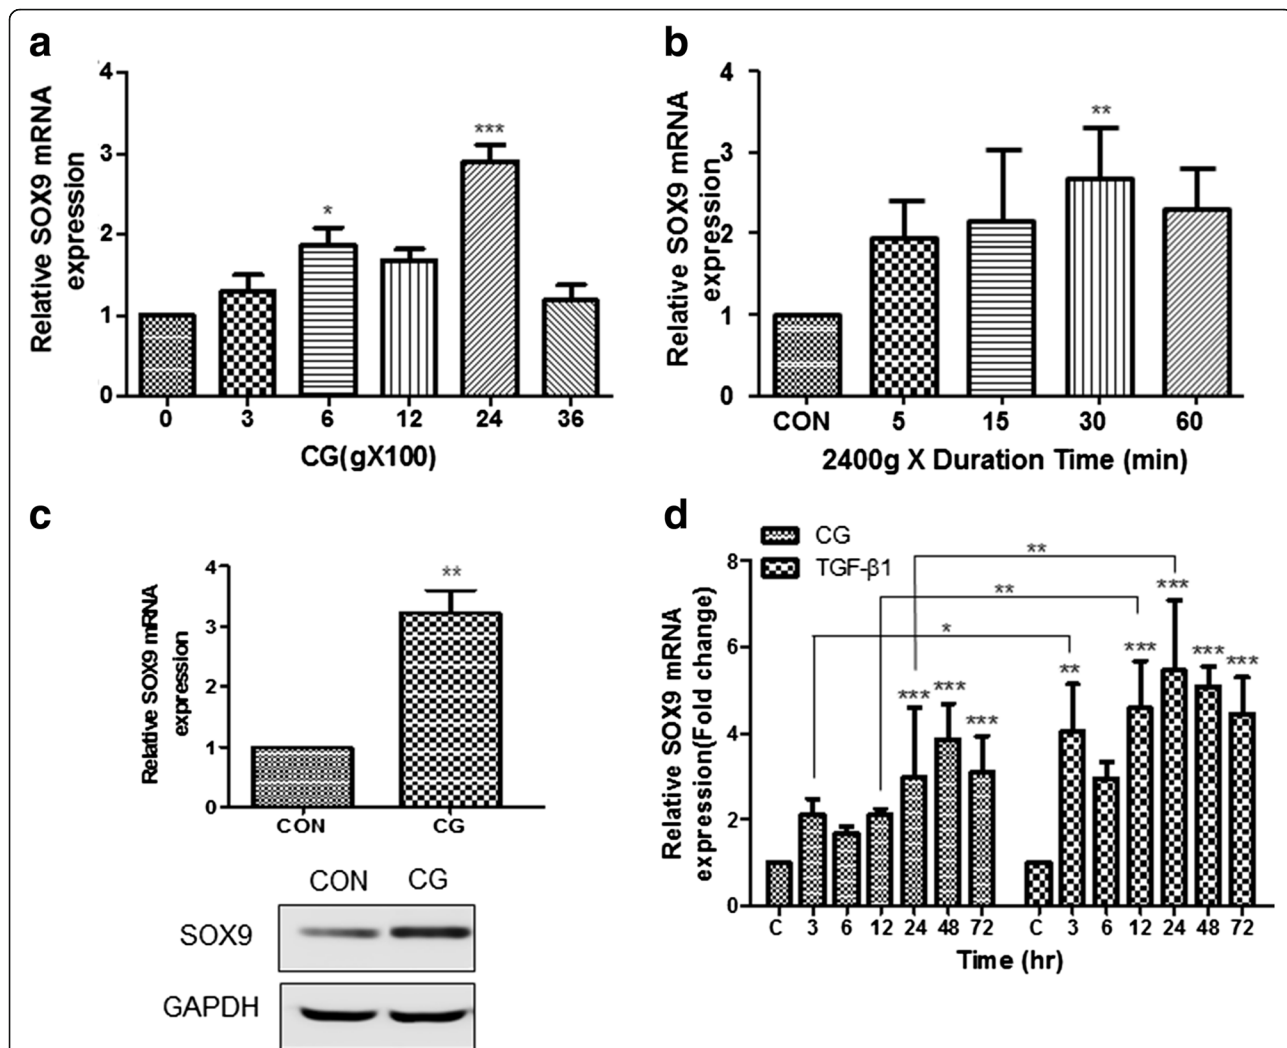 a
Relative SOX9 mRNA
expression
4
3
2
1
0
*
***
0 3 6 12 24 36
CG(gX100)
b
Relative SOX9 mRNA
expression
4
3
2
1
0
**
CON 5 15 30 60
2400g X Duration Time (min)
c
Relative SOX9 mRNA
expression
4
3
2
1
0
**
CON CG
CON CG
SOX9
GAPDH
d
CG
TGF-β1
Relative SOX9 mRNA
expression(Fold change)
8
6
4
2
0
**
**
*
*** *** ***
** *** *** *** ***
C 3 6 12 24 48 72 C 3 6 12 24 48 72
Time (hr)